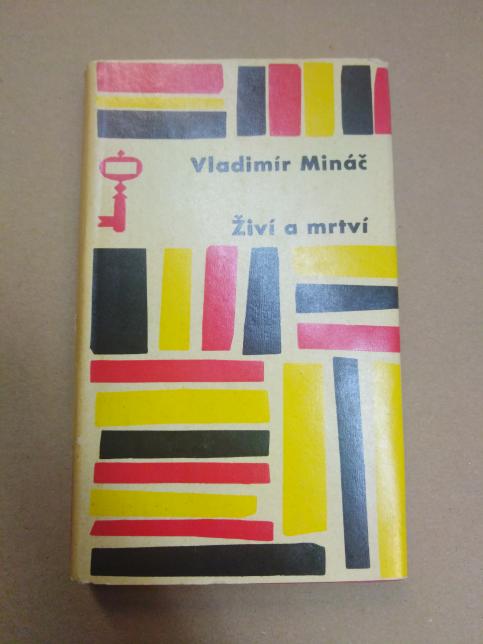 Vladimír Mináč
Živí a mrtví